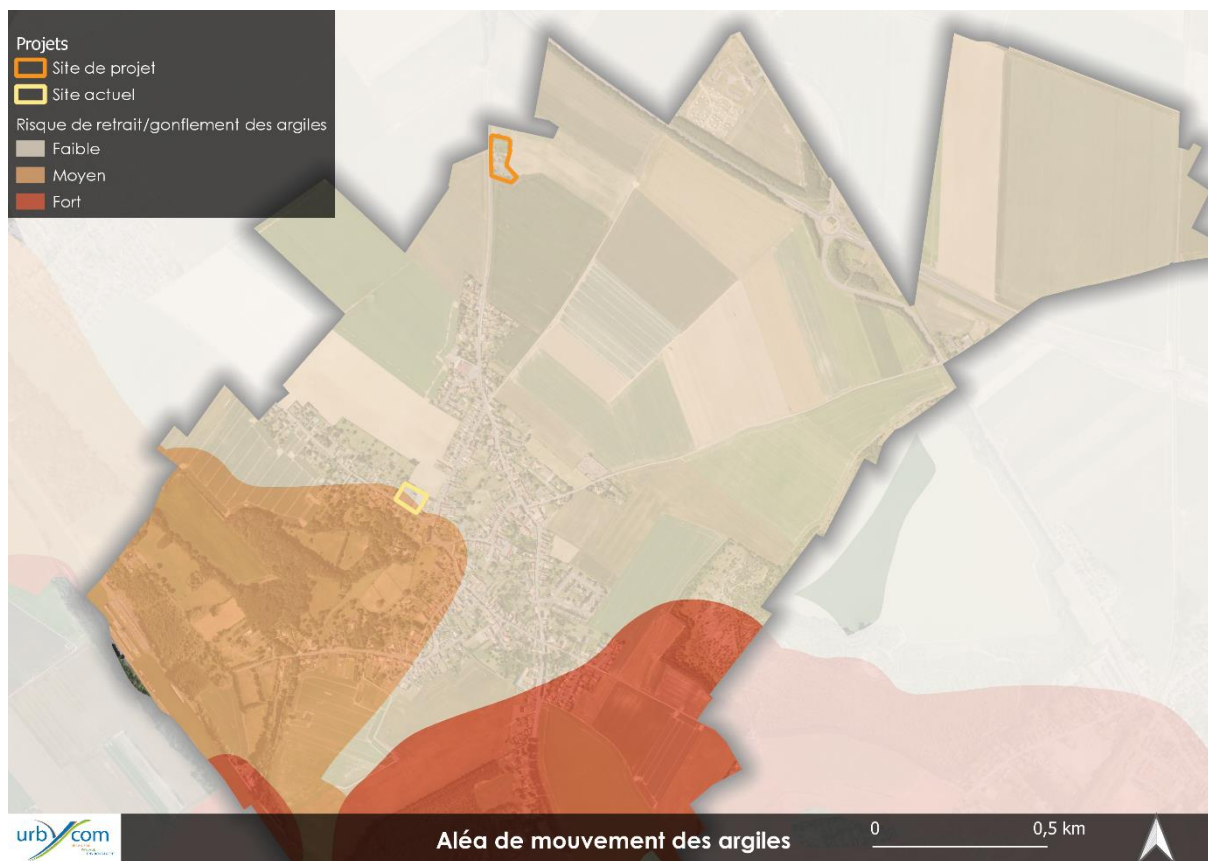 Projets
Site de projet
Site actuel
Risque de retrait/gonflement des argiles
Faible
Moyen
Fort
urbycom
Aléa de mouvement des argiles
0 0,5 km